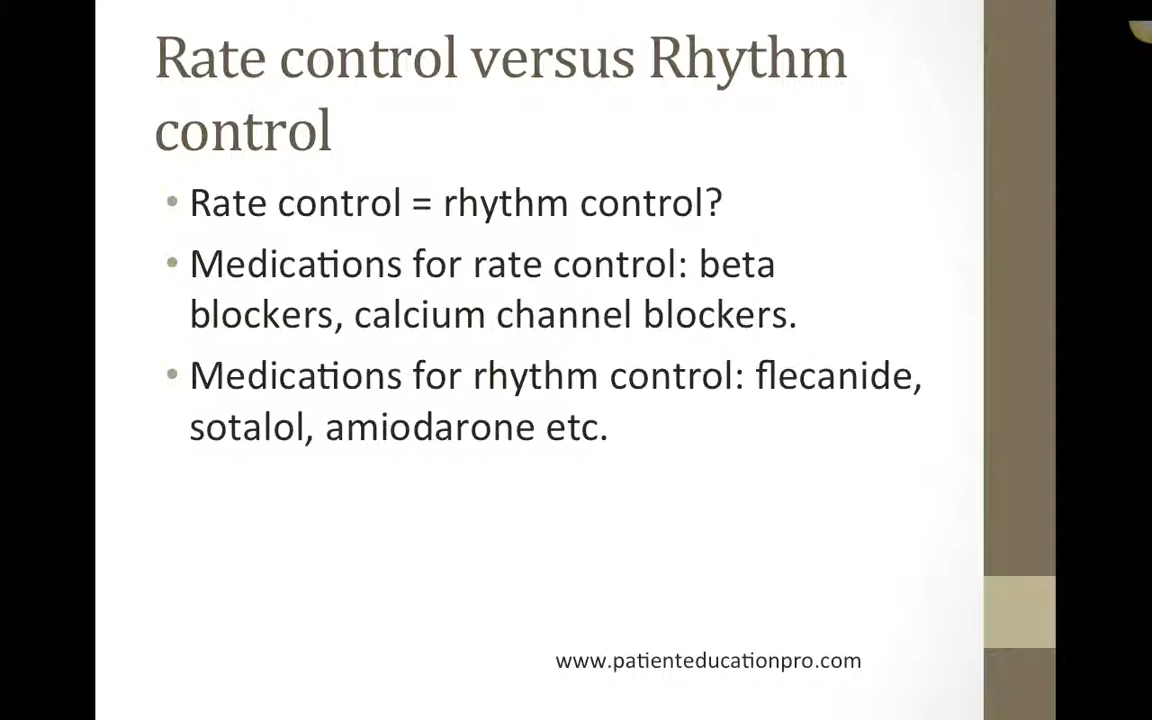 Rate control versus Rhythm
control
• Rate control = rhythm control?
• Medications for rate control: beta
blockers, calcium channel blockers.
• Medications for rhythm control: flecanide,
sotalol, amiodarone etc.
www.patienteducationpro.com